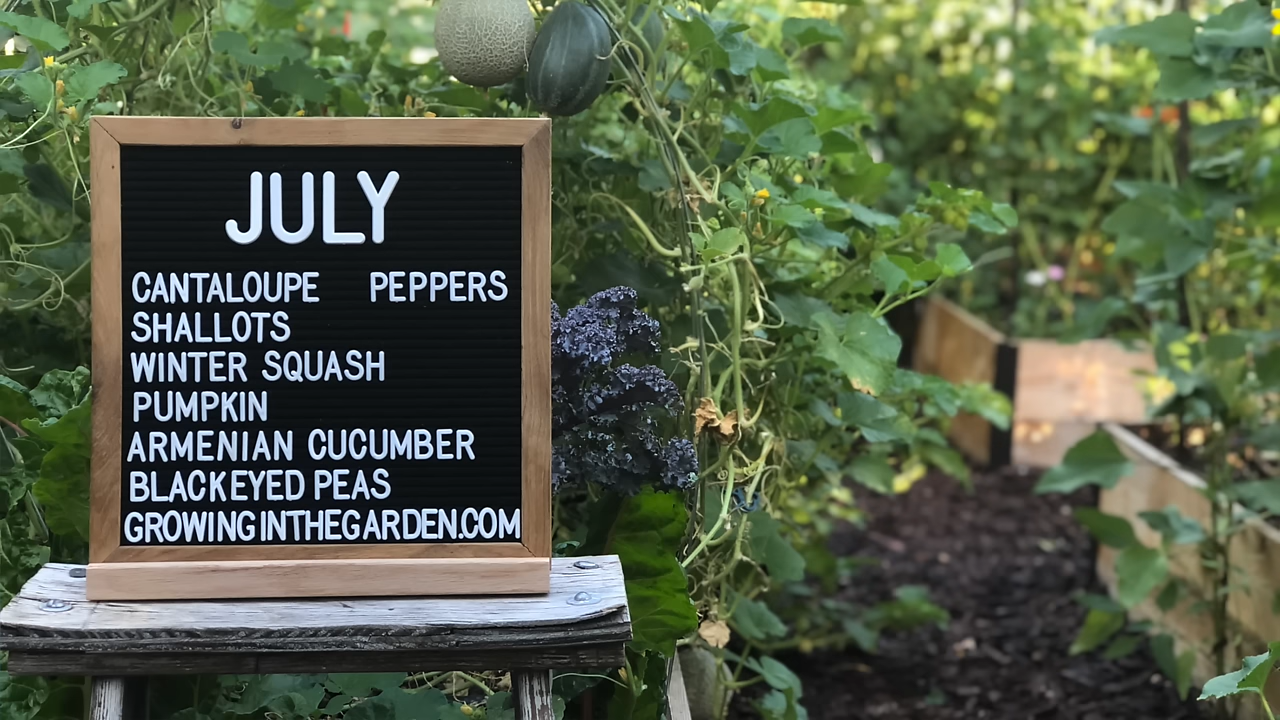 JULY
CANTALOUPE PEPPERS
SHALLOTS
WINTER SQUASH
PUMPKIN
ARMENIAN CUCUMBER
BLACKEYED PEAS
GROWINGINTHEGARDEN.COM